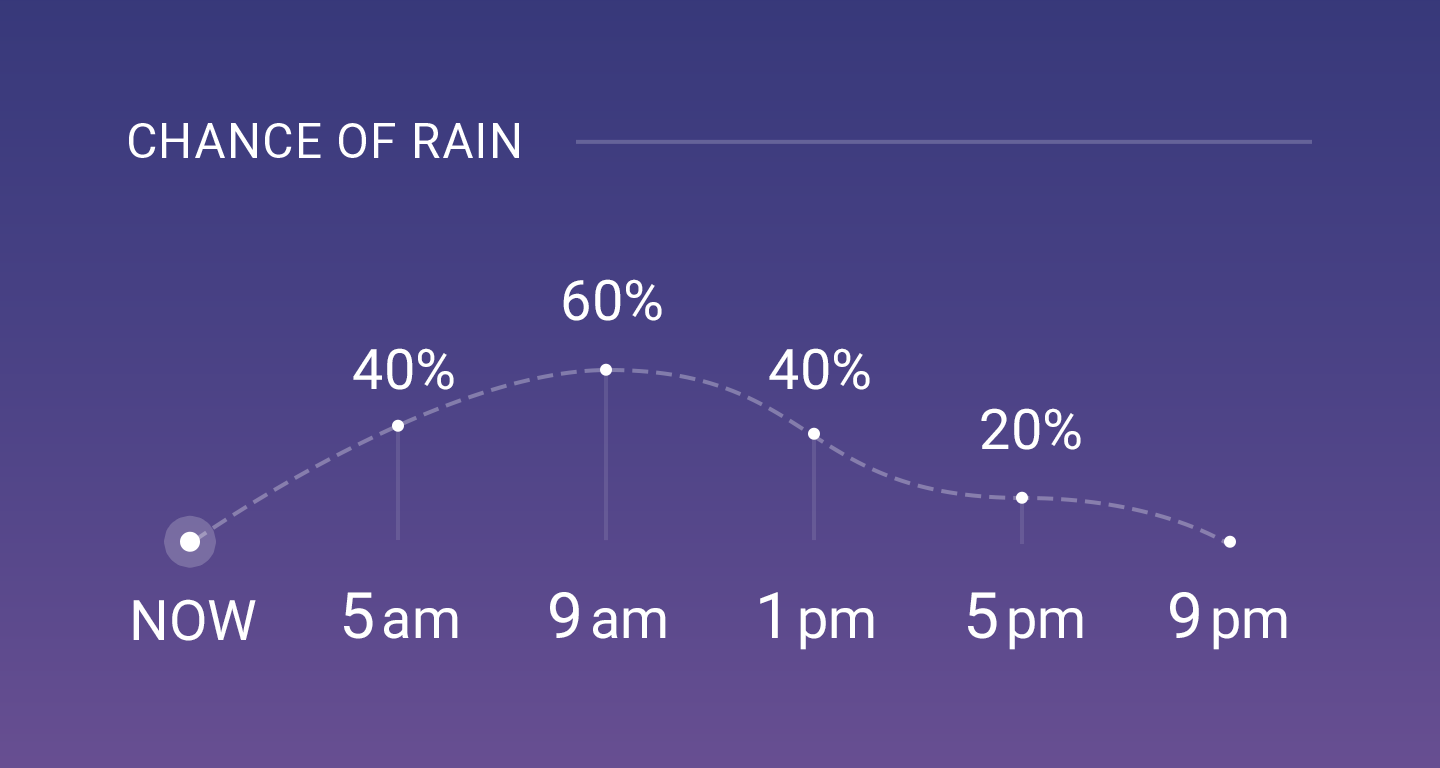 CHANCE OF RAIN
60%
40% 40%
20%
NOW 5 am 9 am 1 pm 5 pm 9 pm